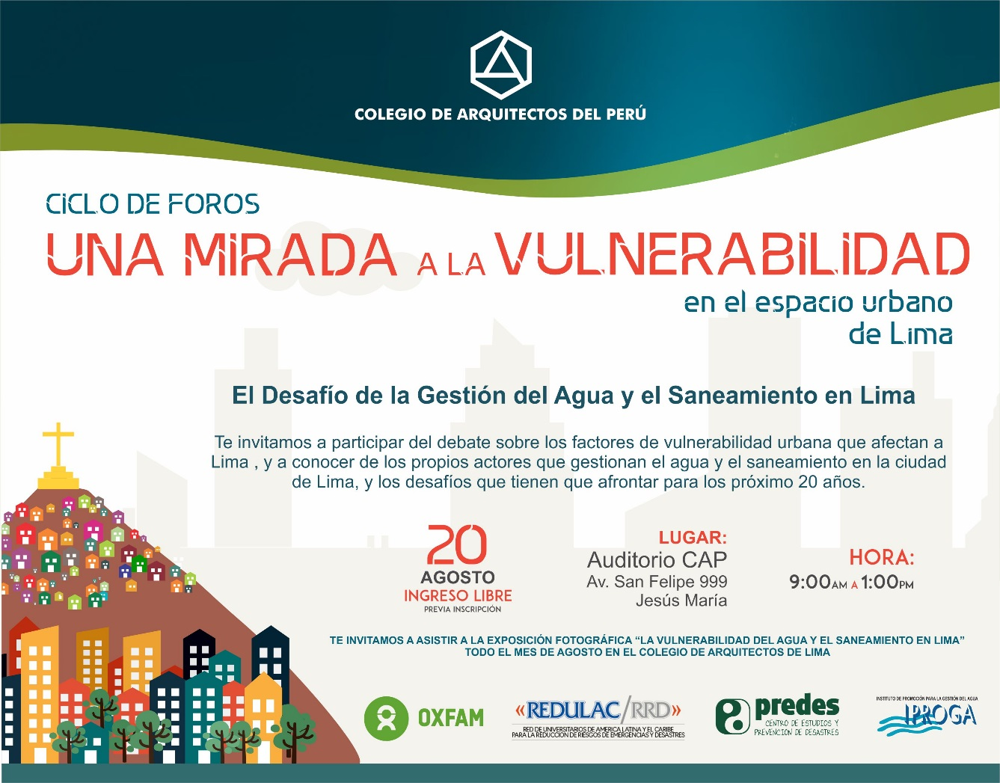 COLEGIO DE ARQUITECTOS DEL PERÚ
CICLO DE FOROS
UNA MIRADA A LA VULNERABILIDAD
en el espacio urbano
de Lima
El Desafío de la Gestión del Agua y el Saneamiento en Lima
Te invitamos a participar del debate sobre los factores de vulnerabilidad urbana que afectan a
Lima , y a conocer de los propios actores que gestionan el agua y el saneamiento en la ciudad
de Lima, y los desafíos que tienen que afrontar para los próximo 20 años.
20
AGOSTO
INGRESO LIBRE
PREVIA INSCRIPCIÓN
LUGAR:
Auditorio CAP
Av. San Felipe 999
Jesús María
HORA:
9:00AM A 1:00PM
TE INVITAMOS A ASISTIR A LA EXPOSICIÓN FOTOGRÁFICA “LA VULNERABILIDAD DEL AGUA Y EL SANEAMIENTO EN LIMA”
TODO EL MES DE AGOSTO EN EL COLEGIO DE ARQUITECTOS DE LIMA
OXFAM
«REDULAC/RRD»
RED DE UNIVERSITARIOS DE AMERICA LATINA Y EL CARIBE
PARA LA REDUCCION DE RIESGOS DE EMERGENCIAS Y DESASTRES
predes
CENTRO DE ESTUDIOS Y
PREVENCIÓN DE DESASTRES
INSTITUTO DE PROMOCIÓN PARA LA GESTIÓN DEL AGUA
IPROGA